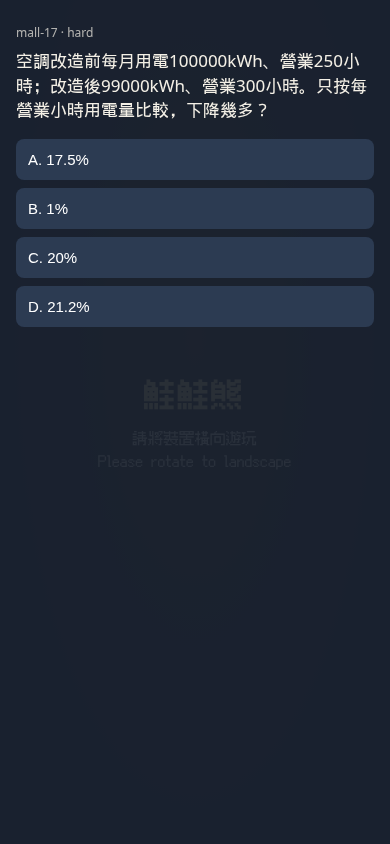 mall-17 · hard
空調改造前每月用電100000kWh、營業250小
時；改造後99000kWh、營業300小時。只按每
營業小時用電量比較，下降幾多？
A. 17.5%
B. 1%
C. 20%
D. 21.2%
鮭鮭熊
請將裝置橫向遊玩
Please rotate to landscape